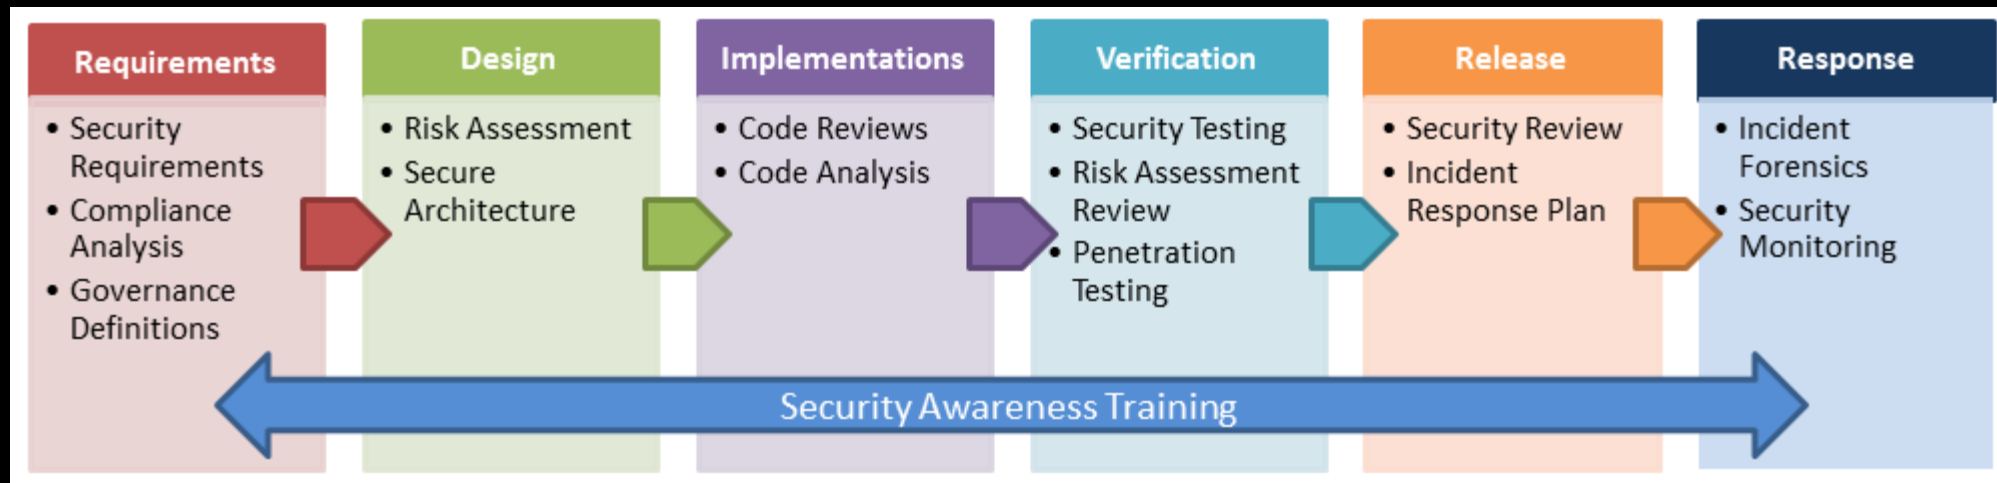 Requirements
• Security
Requirements
• Compliance
Analysis
• Governance
Definitions
Design
• Risk Assessment
• Secure
Architecture
Implementations
• Code Reviews
• Code Analysis
Verification
• Security Testing
• Risk Assessment
Review
• Penetration
Testing
Release
• Security Review
• Incident
Response Plan
Response
• Incident
Forensics
• Security
Monitoring
Security Awareness Training